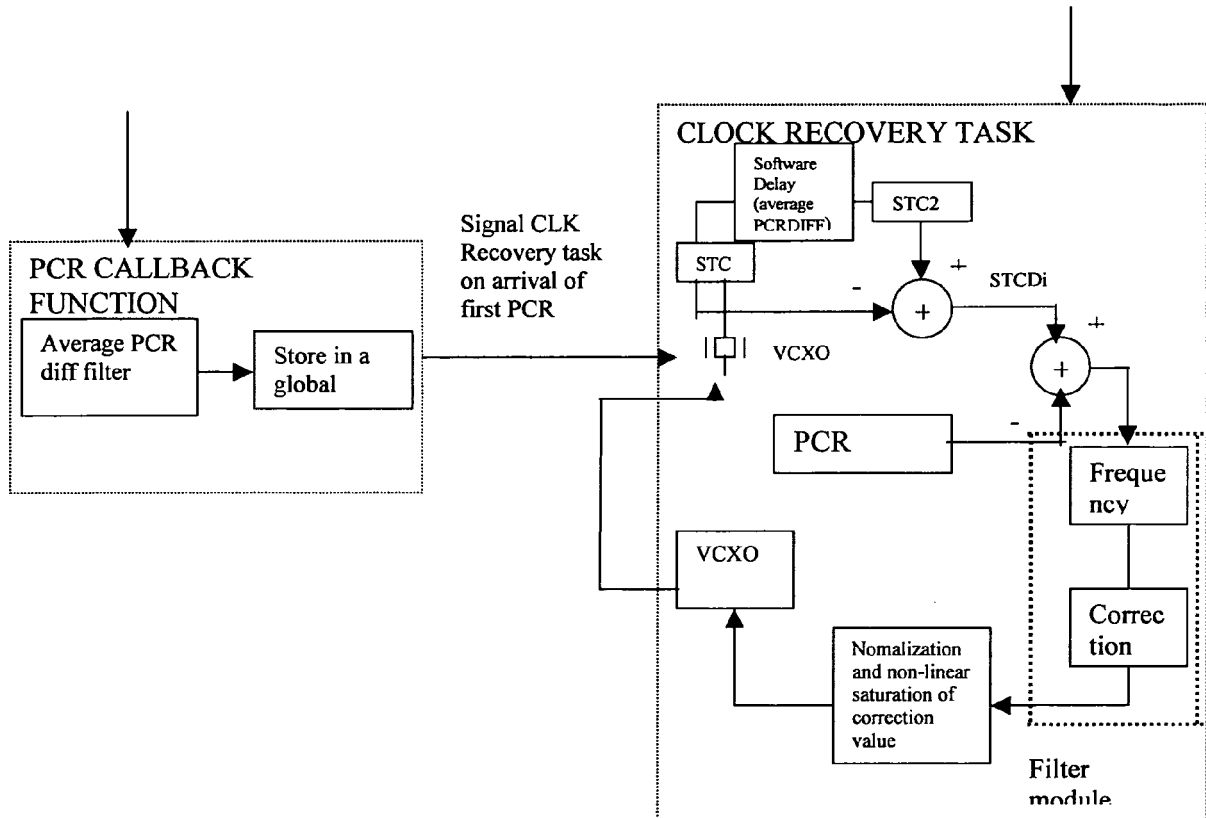 PCR CALLBACK
FUNCTION
Average PCR
diff filter
Store in a
global
Signal CLK
Recovery task
on arrival of
first PCR
CLOCK RECOVERY TASK
Software
Delay
(average
PCRDIFF)
STC2
STC
+
-
+
STCDi
+
+
-
VCXO
PCR
Freque
ncy
Correc
tion
VCXO
Nomalization
and non-linear
saturation of
correction
value
Filter
module